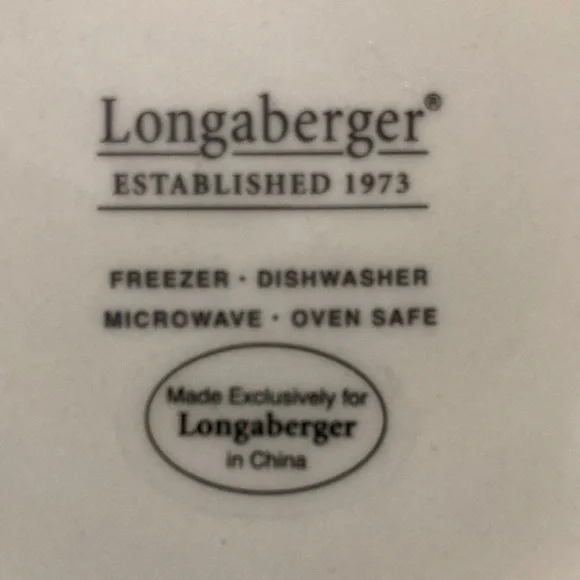 Longaberger®
ESTABLISHED 1973
FREEZER · DISHWASHER
MICROWAVE · OVEN SAFE
Made Exclusively for
Longaberger
in China